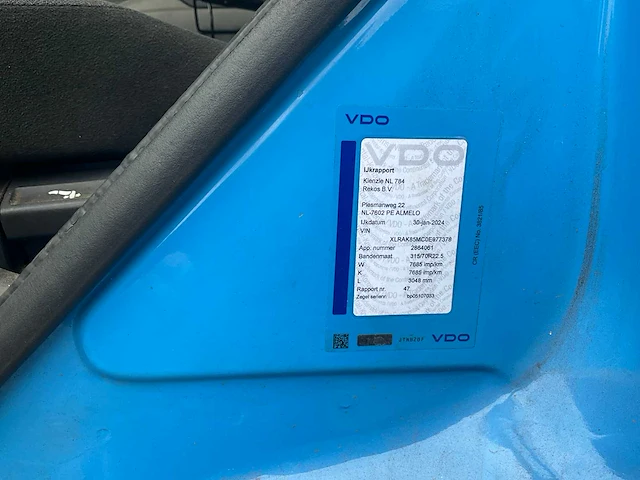 VDO
VDO
IJkrapport
Kienzle NL 784
Rekos B.V.
Plesmanweg 22
NL-7602 PE ALMELO
IJkdatum 30-jan-2024
VIN
XLRAK85MC0E977378
App. nummer 2864061
Bandenmaat 315/70R22.5
W 7685 imp/km
K 7685 imp/km
L 3048 mm
Rapport nr. 47
Zegel serienr.
VDO